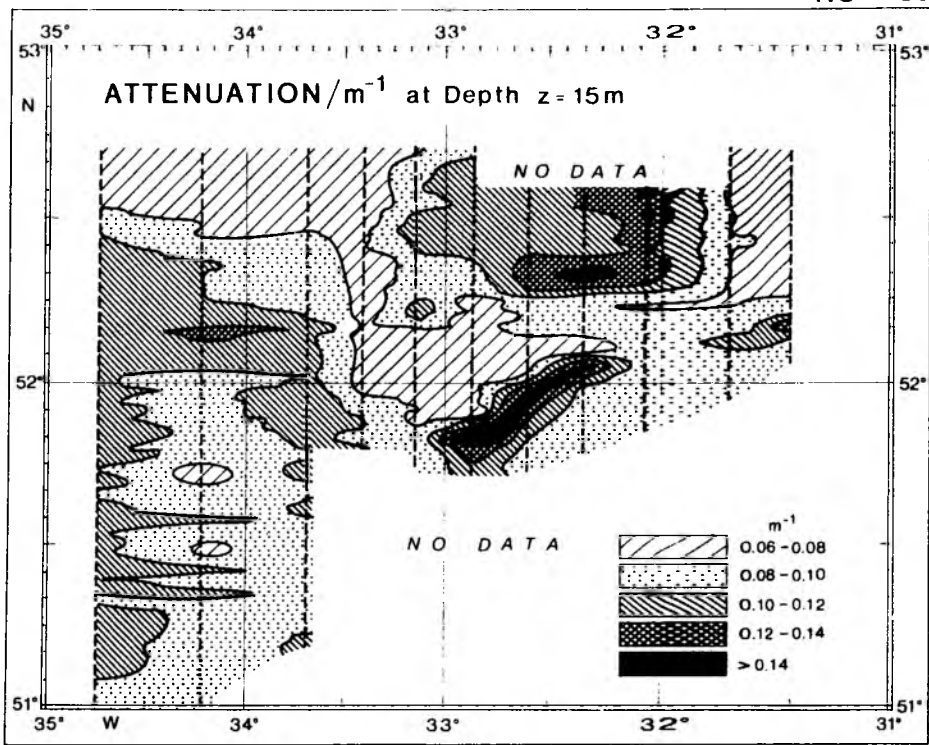 35° 34° 33° 32° 31°
53° 53°
N
ATTENUATION/m⁻¹ at Depth z = 15m
NO DATA
52° 52°
NO DATA
m⁻¹
0.06 - 0.08
0.08 - 0.10
0.10 - 0.12
0.12 - 0.14
> 0.14
51° 51°
35° W 34° 33° 32° 31°